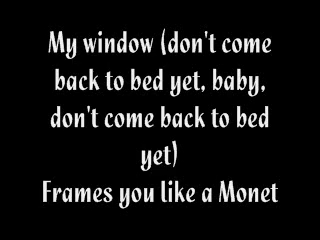 My window (don't come
back to bed yet, baby,
don't come back to bed
yet)
Frames you like a Monet